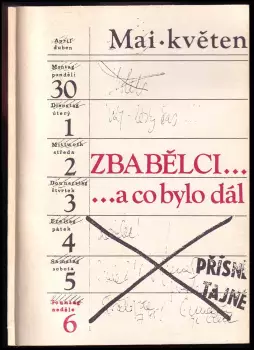 April
duben
Mai·květen
Montag
pondělí
30
Dienstag
úterý
1
Mittwoch
středa
2
ZBABĚLCI...
Donnerstag
čtvrtek
3
...a co bylo dál
Freitag
pátek
4
Samstag
sobota
5
PŘÍSNĚ
TAJNÉ
Sonntag
neděle
6